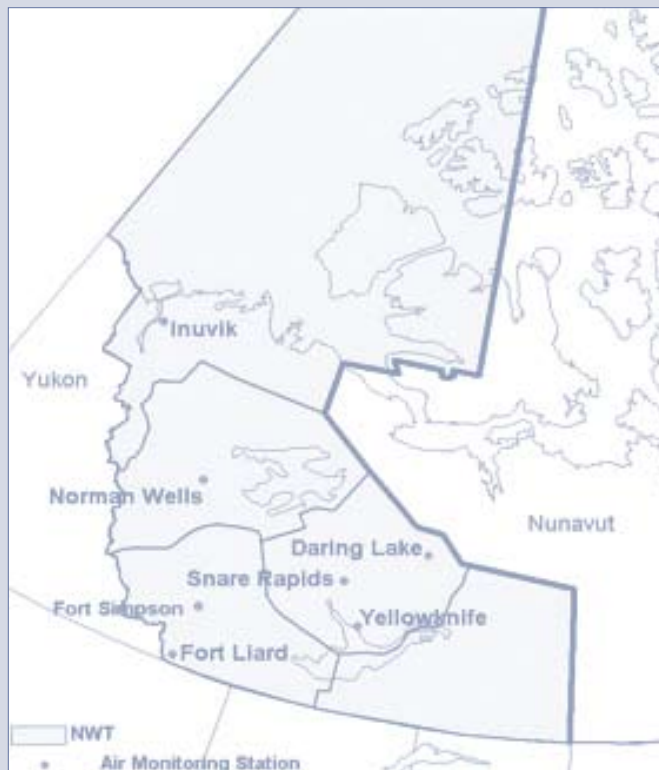 Inuvik
Yukon
Norman Wells
Nunavut
Daring Lake
Snare Rapids
Fort Simpson
Yellowknife
Fort Liard
NWT
Air Monitoring Station